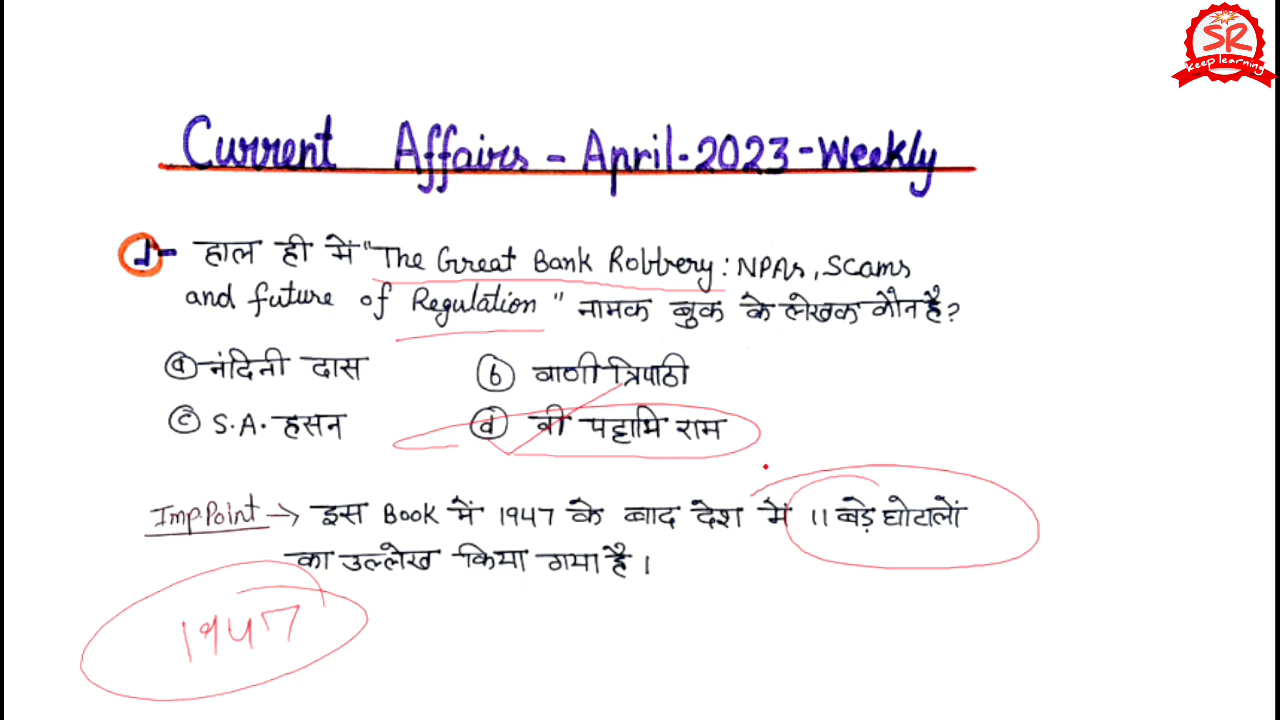 SR
Keep learning
Current Affairs - April-2023-Weekly
1- हाल ही में "The Great Bank Robbery: NPAs, Scams
and future of Regulation" नामक बुक के लेखक कौन है?
(a) नंदिनी दास (b) वाणी त्रिपाठी
(c) S.A. हसन (d) वी पट्टाभि राम
Imp.Point → इस Book में 1947 के बाद देश में 11 बड़े घोटालों
का उल्लेख किया गया है।
1947